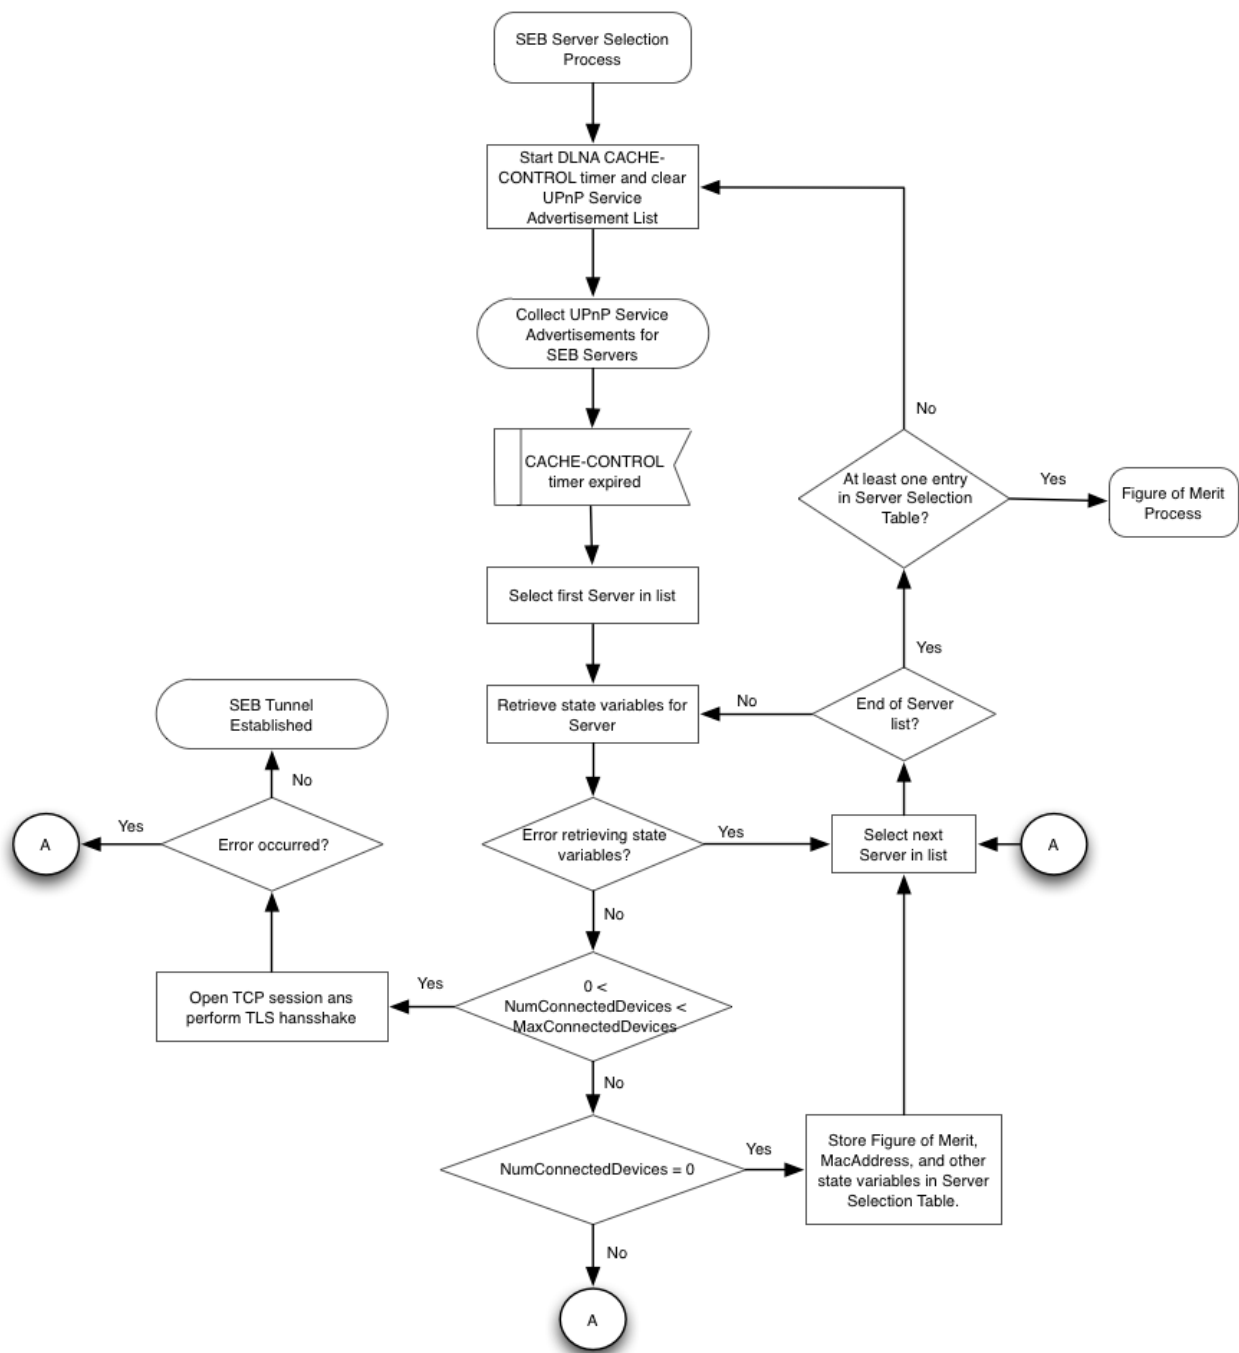 SEB Server Selection
Process
Start DLNA CACHE-
CONTROL timer and clear
UPnP Service
Advertisement List
Collect UPnP Service
Advertisements for
SEB Servers
No
CACHE-CONTROL
timer expired
At least one entry
in Server Selection
Table?
Yes
Figure of Merit
Process
Select first Server in list
Yes
SEB Tunnel
Established
Retrieve state variables for
Server
No
End of Server
list?
No
A
Yes
Error occurred?
Error retrieving state
variables?
Yes
Select next
Server in list
A
No
Open TCP session ans
perform TLS hansshake
Yes
0 <
NumConnectedDevices <
MaxConnectedDevices
No
NumConnectedDevices = 0
Yes
Store Figure of Merit,
MacAddress, and other
state variables in Server
Selection Table.
No
A